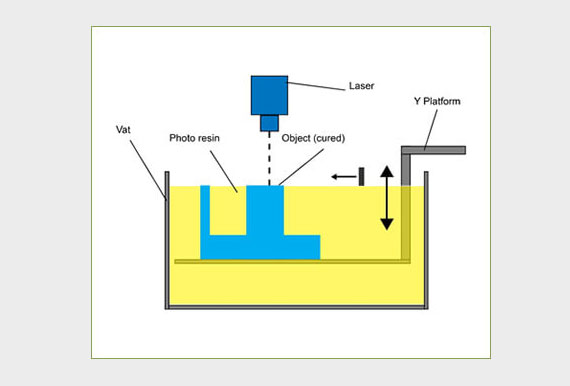 Laser
Y Platform
Vat
Photo resin
Object (cured)